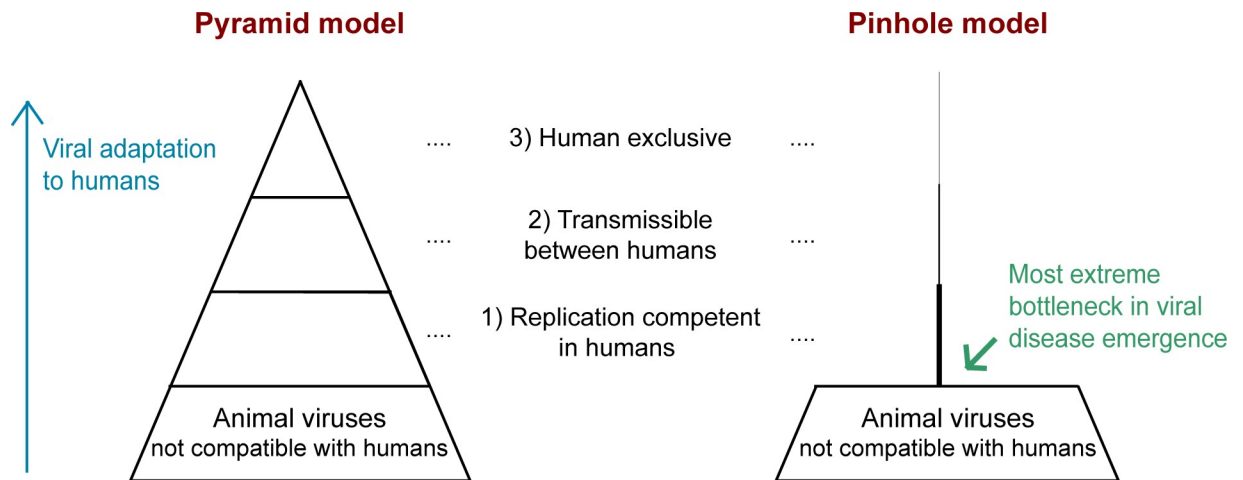 Pyramid model
Pinhole model
Viral adaptation
to humans
.... 3) Human exclusive ....
.... 2) Transmissible
between humans ....
.... 1) Replication competent
in humans ....
Most extreme
bottleneck in viral
disease emergence
Animal viruses
not compatible with humans
Animal viruses
not compatible with humans